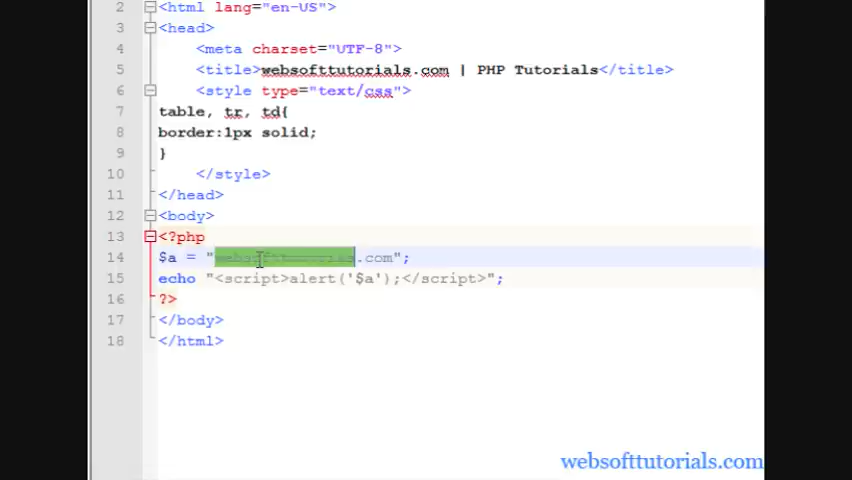 2 <html lang="en-US">
3 <head>
4 <meta charset="UTF-8">
5 <title>websofttutorials.com | PHP Tutorials</title>
6 <style type="text/css">
7 table, tr, td{
8 border:1px solid;
9 }
10 </style>
11 </head>
12 <body>
13 <?php
14 $a = "websofttutorials.com";
15 echo "<script>alert('$a');</script>";
16 ?>
17 </body>
18 </html>
websofttutorials.com